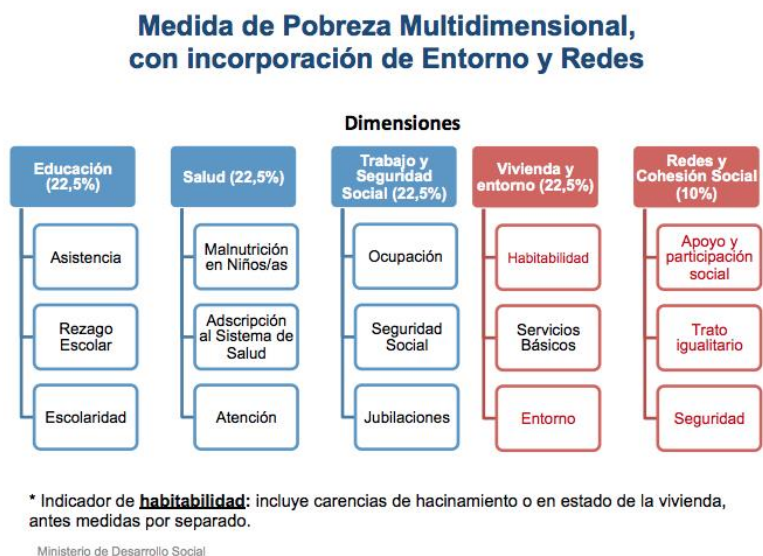 Medida de Pobreza Multidimensional,
con incorporación de Entorno y Redes
Dimensiones
Educación
(22,5%)
Asistencia
Rezago
Escolar
Escolaridad
Salud (22,5%)
Malnutrición
en Niños/as
Adscripción
al Sistema de
Salud
Atención
Trabajo y
Seguridad
Social (22,5%)
Ocupación
Seguridad
Social
Jubilaciones
Vivienda y
entorno (22,5%)
Habitabilidad
Servicios
Básicos
Entorno
Redes y
Cohesión Social
(10%)
Apoyo y
participación
social
Trato
igualitario
Seguridad
* Indicador de habitabilidad: incluye carencias de hacinamiento o en estado de la vivienda,
antes medidas por separado.
Ministerio de Desarrollo Social